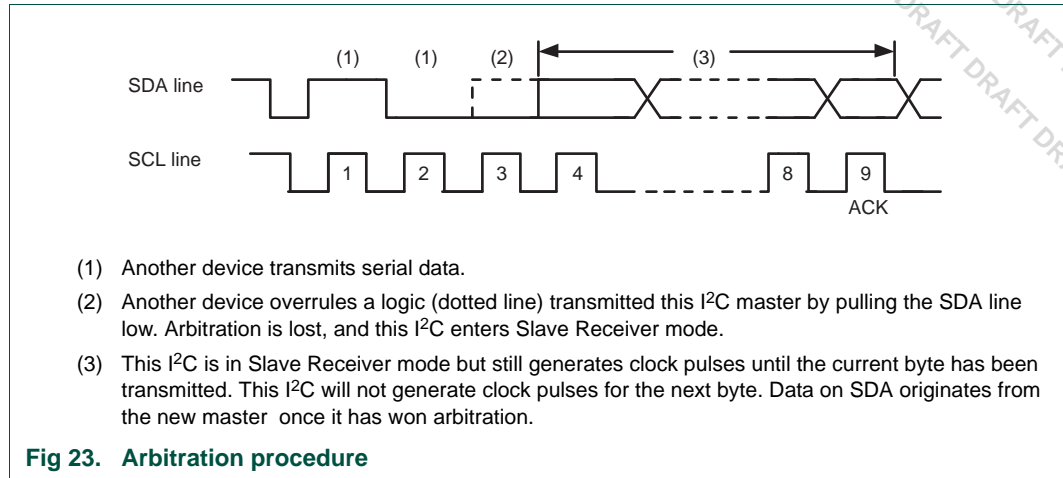 DRAFT DRAFT DRA
DRAFT DRAFT DR
(1) (1) (2) (3)
SDA line
SCL line
1 2 3 4 8 9
ACK
(1) Another device transmits serial data.
(2) Another device overrules a logic (dotted line) transmitted this I2C master by pulling the SDA line
low. Arbitration is lost, and this I2C enters Slave Receiver mode.
(3) This I2C is in Slave Receiver mode but still generates clock pulses until the current byte has been
transmitted. This I2C will not generate clock pulses for the next byte. Data on SDA originates from
the new master once it has won arbitration.
Fig 23. Arbitration procedure